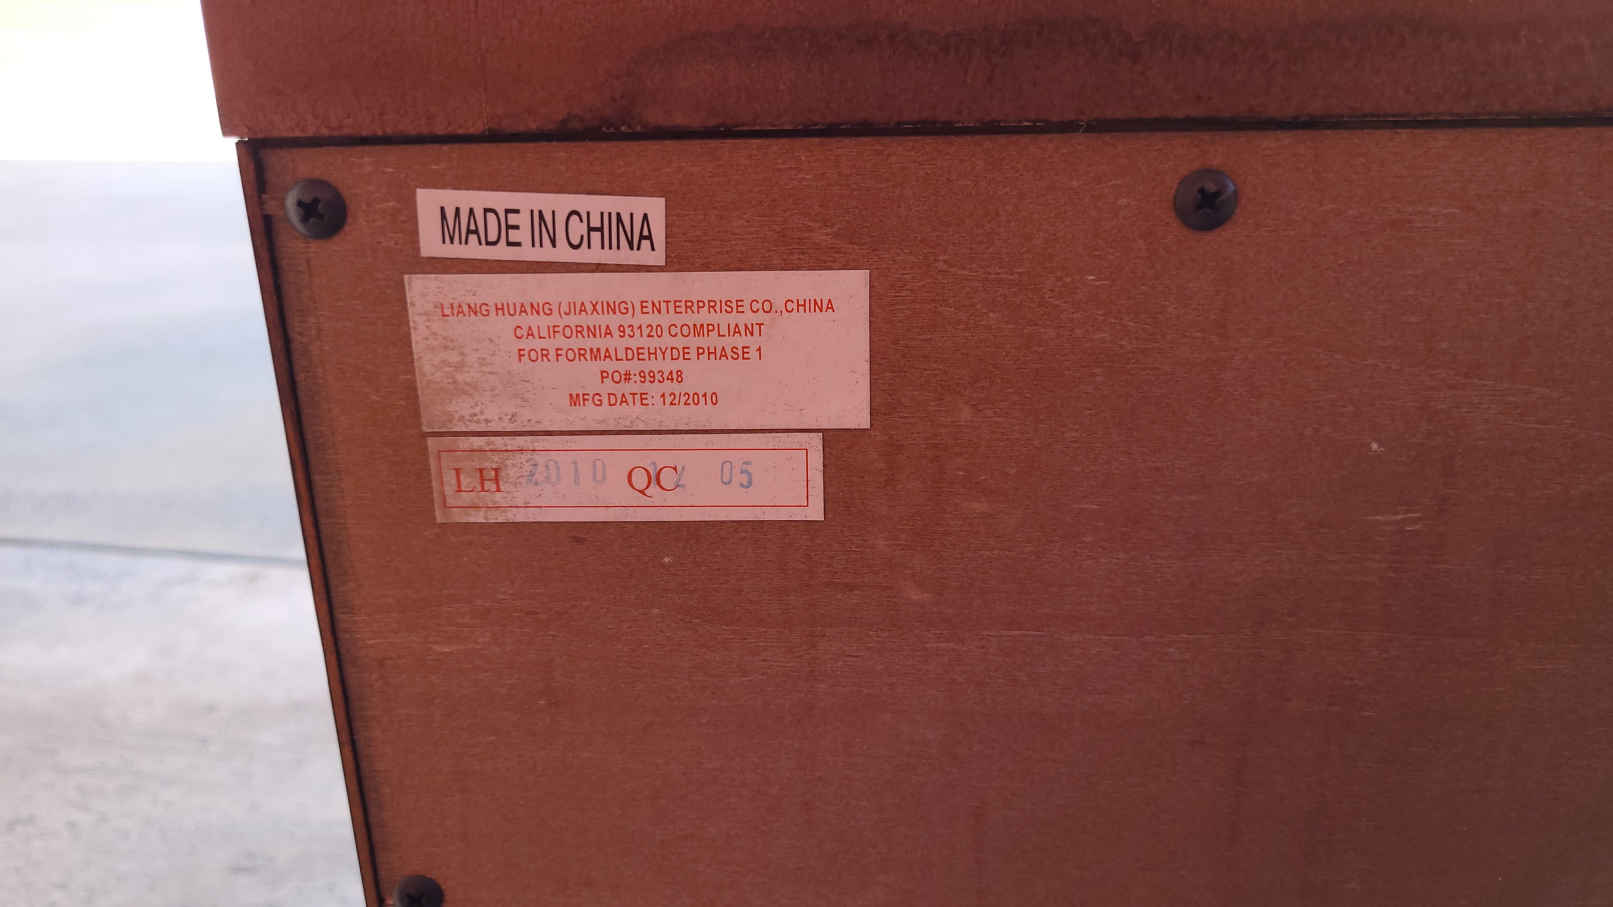 MADE IN CHINA
LIANG HUANG (JIAXING) ENTERPRISE CO.,CHINA
CALIFORNIA 93120 COMPLIANT
FOR FORMALDEHYDE PHASE 1
PO#:99348
MFG DATE: 12/2010
LH 2010 QC 12 05